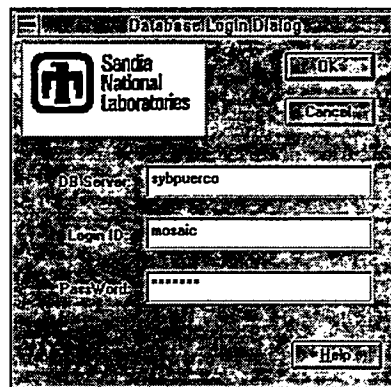 Database Login Dialog
Sandia
National
Laboratories
OK
Cancel
DB Server
sybpuerco
Login ID
mosaic
PassWord
*******
Help